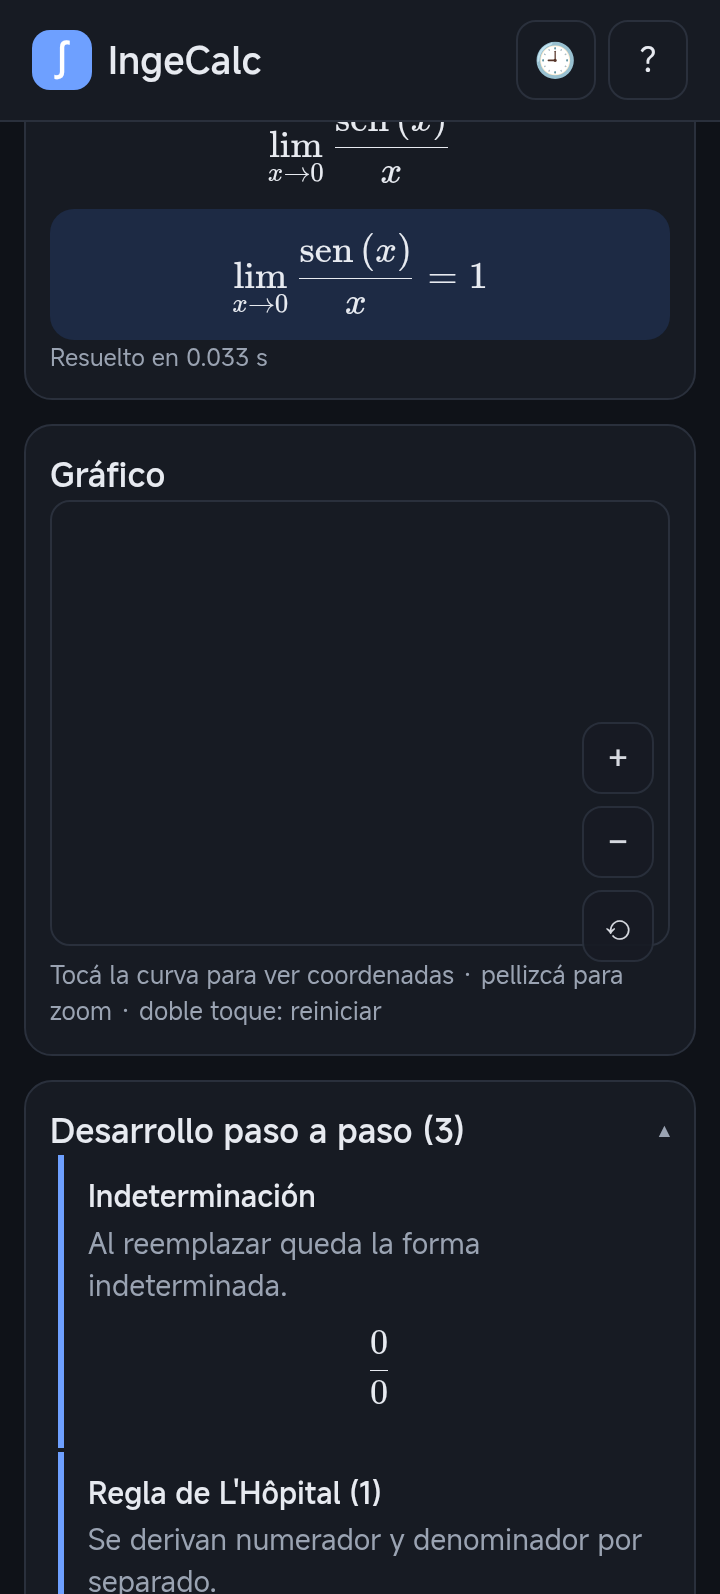 ∫ IngeCalc ?
lim x→0 sen (x) / x
lim x→0 sen (x) / x = 1
Resuelto en 0.033 s
Gráfico
+
−
⟲
Tocá la curva para ver coordenadas · pellizcá para
zoom · doble toque: reiniciar
Desarrollo paso a paso (3) ▲
Indeterminación
Al reemplazar queda la forma
indeterminada.
0
0
Regla de L'Hôpital (1)
Se derivan numerador y denominador por
separado.